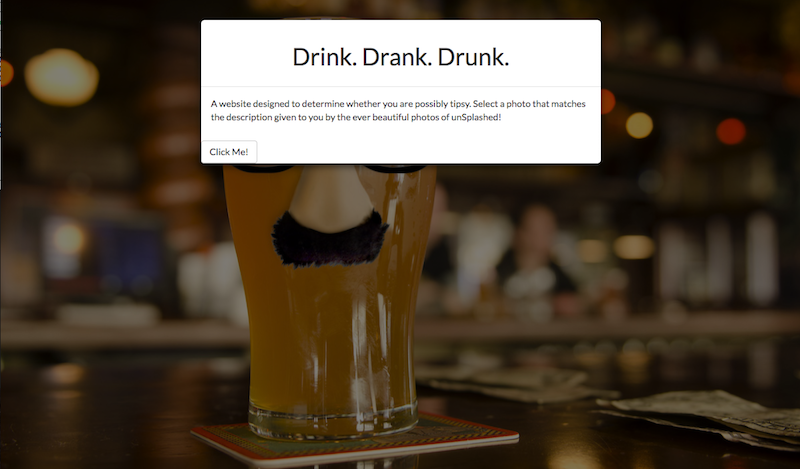 Drink. Drank. Drunk.
A website designed to determine whether you are possibly tipsy. Select a photo that matches
the description given to you by the ever beautiful photos of unSplashed!
Click Me!